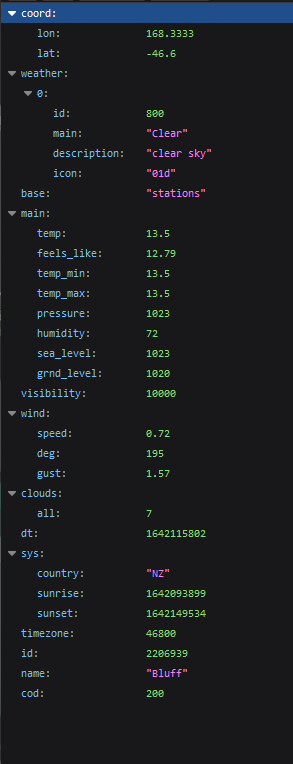 coord:
lon: 168.3333
lat: -46.6
weather:
0:
id: 800
main: "Clear"
description: "clear sky"
icon: "01d"
base: "stations"
main:
temp: 13.5
feels_like: 12.79
temp_min: 13.5
temp_max: 13.5
pressure: 1023
humidity: 72
sea_level: 1023
grnd_level: 1020
visibility: 10000
wind:
speed: 0.72
deg: 195
gust: 1.57
clouds:
all: 7
dt: 1642115802
sys:
country: "NZ"
sunrise: 1642093899
sunset: 1642149534
timezone: 46800
id: 2206939
name: "Bluff"
cod: 200